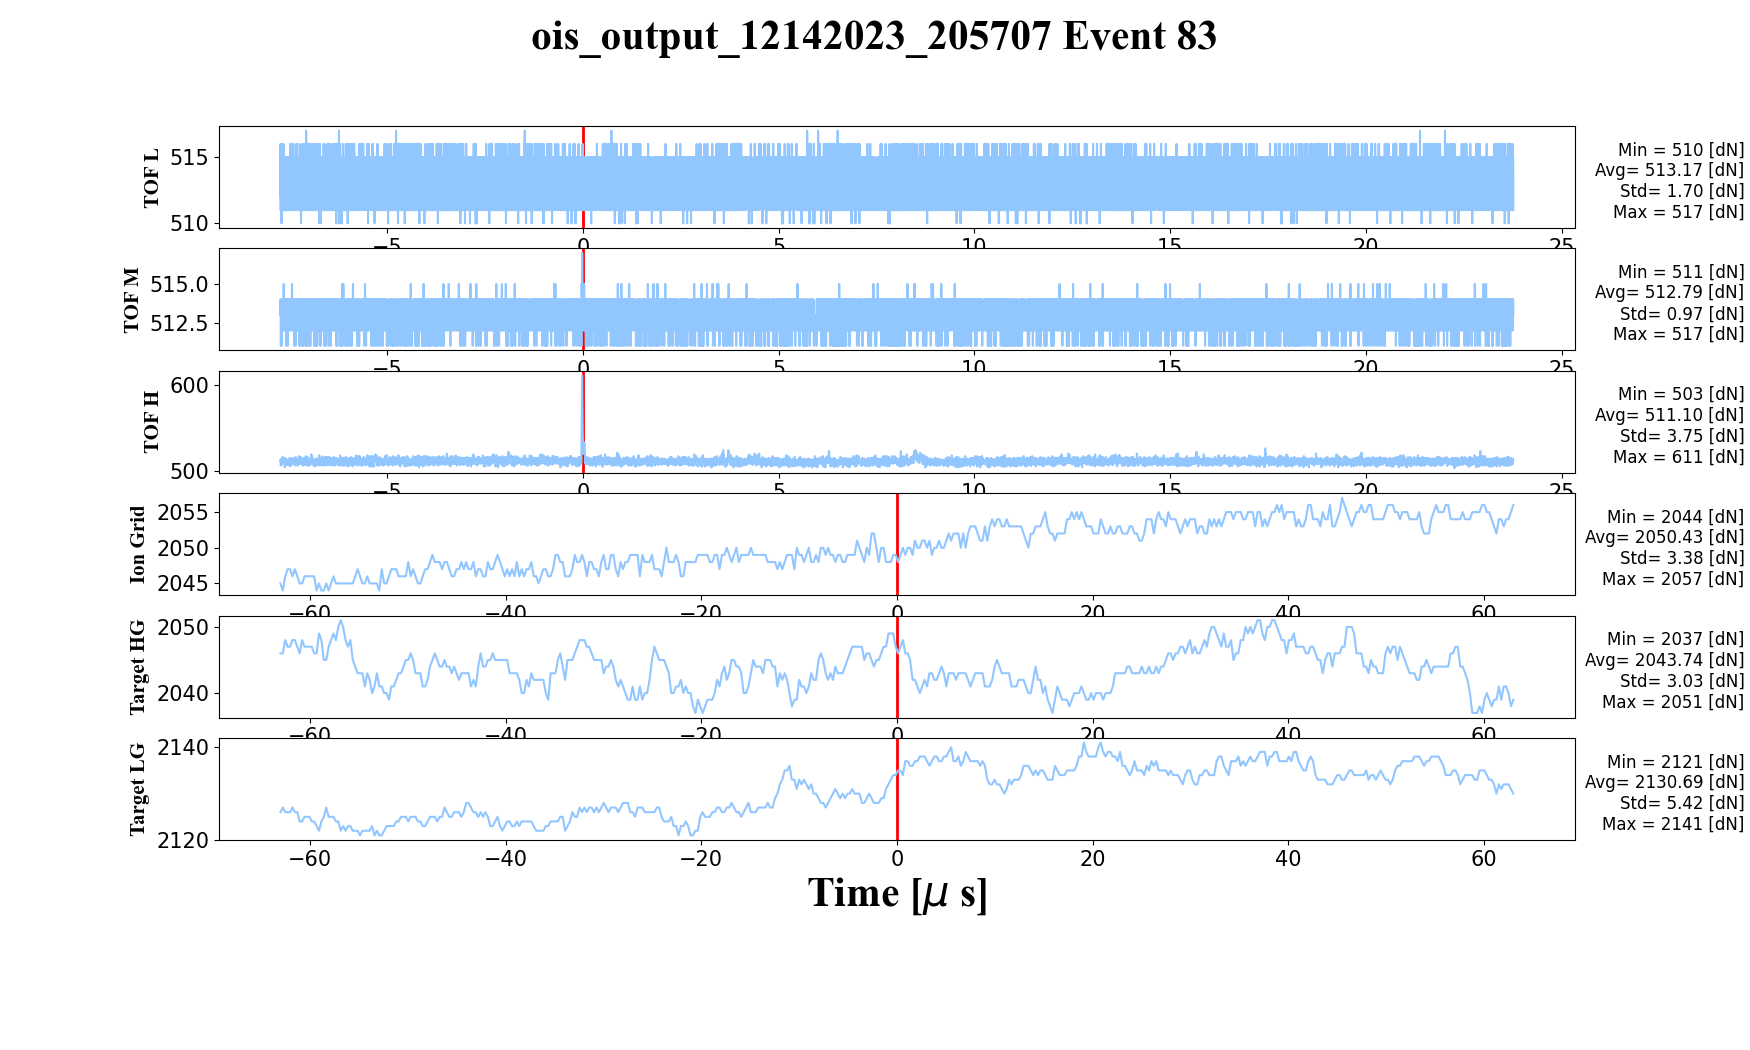 ois_output_12142023_205707 Event 83
TOF L
515
510
Min = 510 [dN]
Avg= 513.17 [dN]
Std= 1.70 [dN]
Max = 517 [dN]
−5 0 5 10 15 20 25
TOF M
515.0
512.5
Min = 511 [dN]
Avg= 512.79 [dN]
Std= 0.97 [dN]
Max = 517 [dN]
−5 0 5 10 15 20 25
TOF H
600
500
Min = 503 [dN]
Avg= 511.10 [dN]
Std= 3.75 [dN]
Max = 611 [dN]
−5 0 5 10 15 20 25
Ion Grid
2055
2050
2045
Min = 2044 [dN]
Avg= 2050.43 [dN]
Std= 3.38 [dN]
Max = 2057 [dN]
−60 −40 −20 0 20 40 60
Target HG
2050
2040
Min = 2037 [dN]
Avg= 2043.74 [dN]
Std= 3.03 [dN]
Max = 2051 [dN]
−60 −40 −20 0 20 40 60
Target LG
2140
2120
Min = 2121 [dN]
Avg= 2130.69 [dN]
Std= 5.42 [dN]
Max = 2141 [dN]
−60 −40 −20 0 20 40 60
Time [μ s]